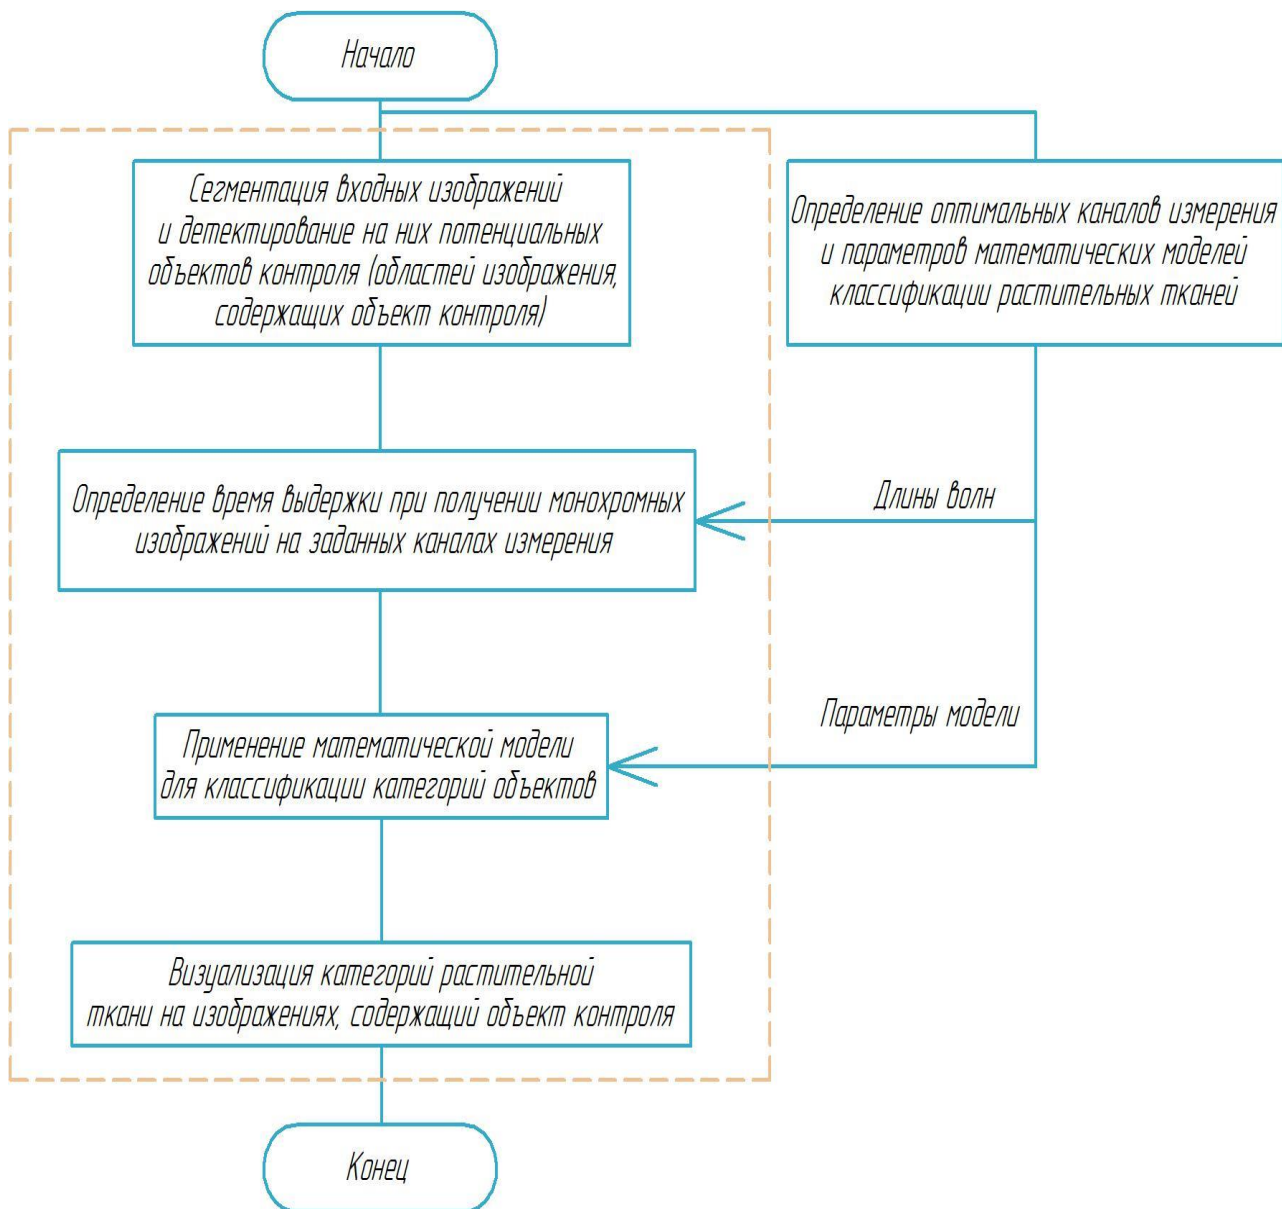 Начало
Сегментация входных изображений
и детектирование на них потенциальных
объектов контроля (областей изображения,
содержащих объект контроля)
Определение оптимальных каналов измерения
и параметров математических моделей
классификации растительных тканей
Определение время выдержки при получении монохромных
изображений на заданных каналах измерения
Длины волн
Параметры модели
Применение математической модели
для классификации категорий объектов
Визуализация категорий растительной
ткани на изображениях, содержащий объект контроля
Конец